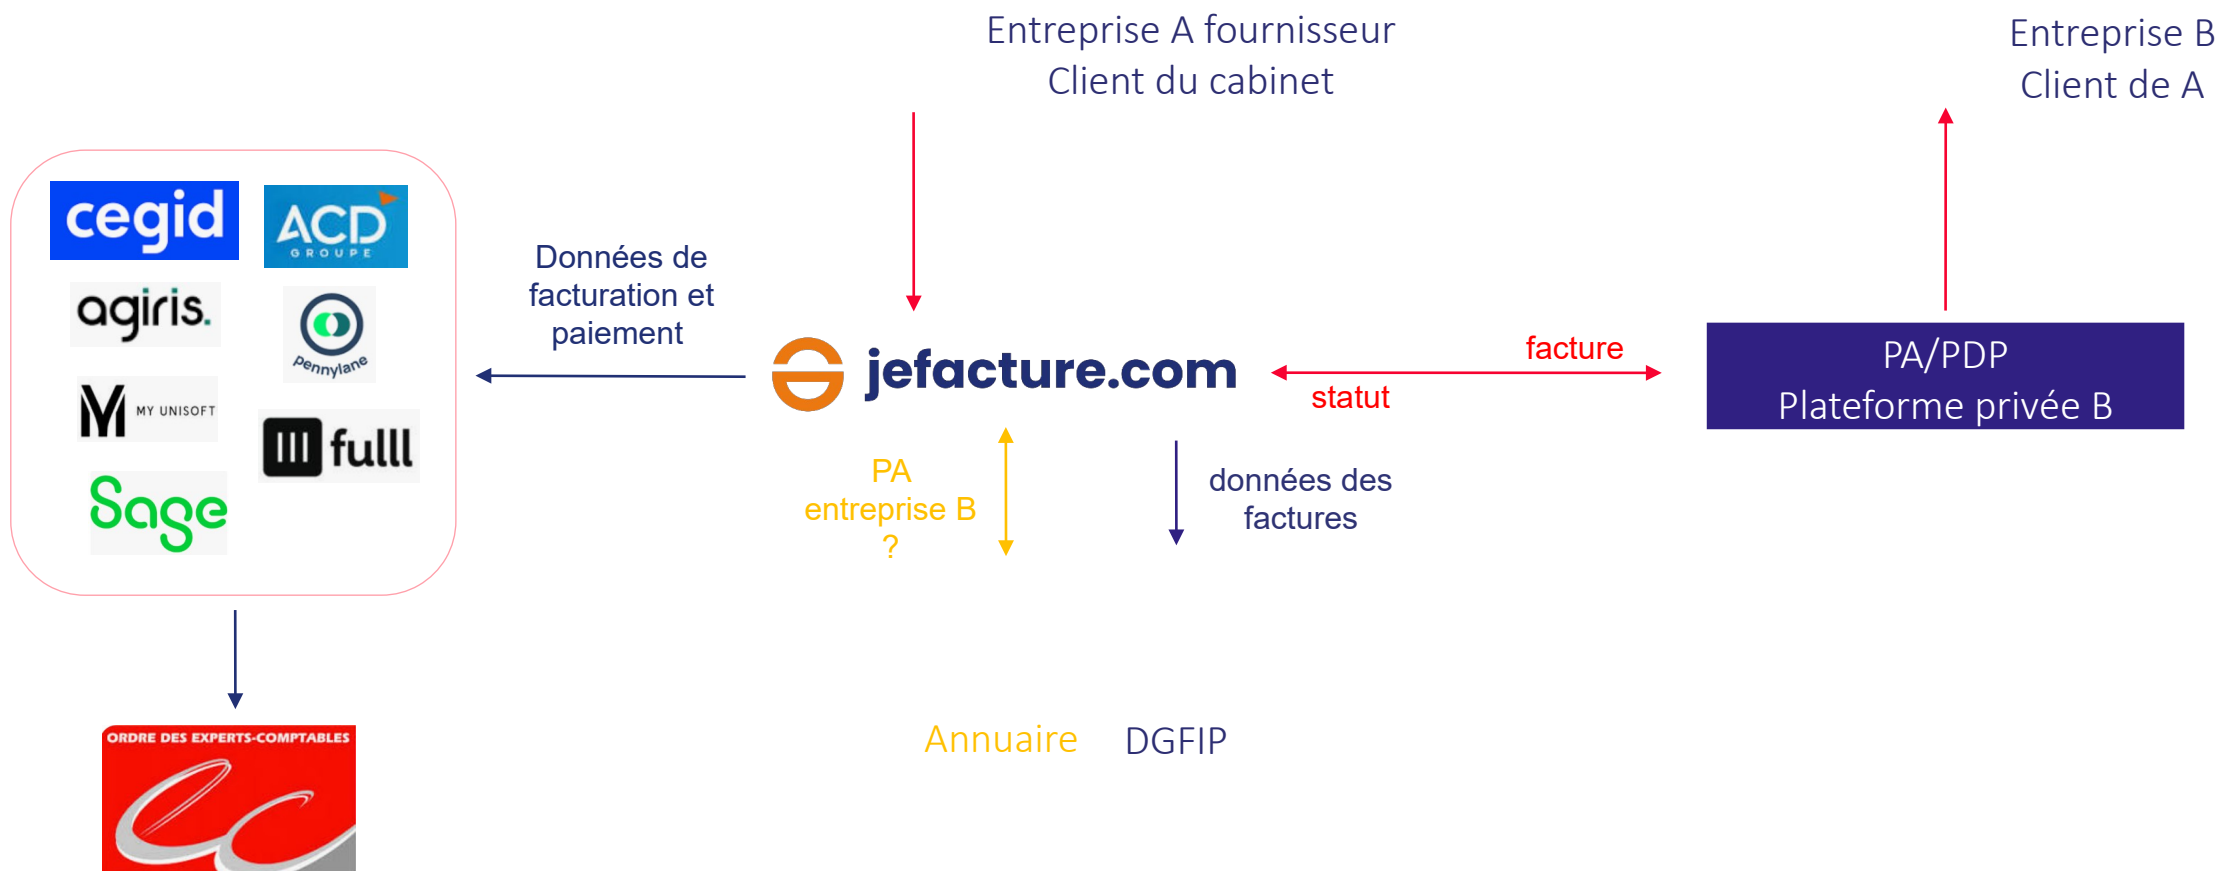 Entreprise A fournisseur
Client du cabinet
Entreprise B
Client de A
cegid
ACD
GROUPE
agiris.
pennylane
MY UNISOFT
fulll
Sage
Données de
facturation et
paiement
jefacture.com
facture
statut
PA/PDP
Plateforme privée B
PA
entreprise B
?
données des
factures
Annuaire
DGFIP
ORDRE DES EXPERTS-COMPTABLES